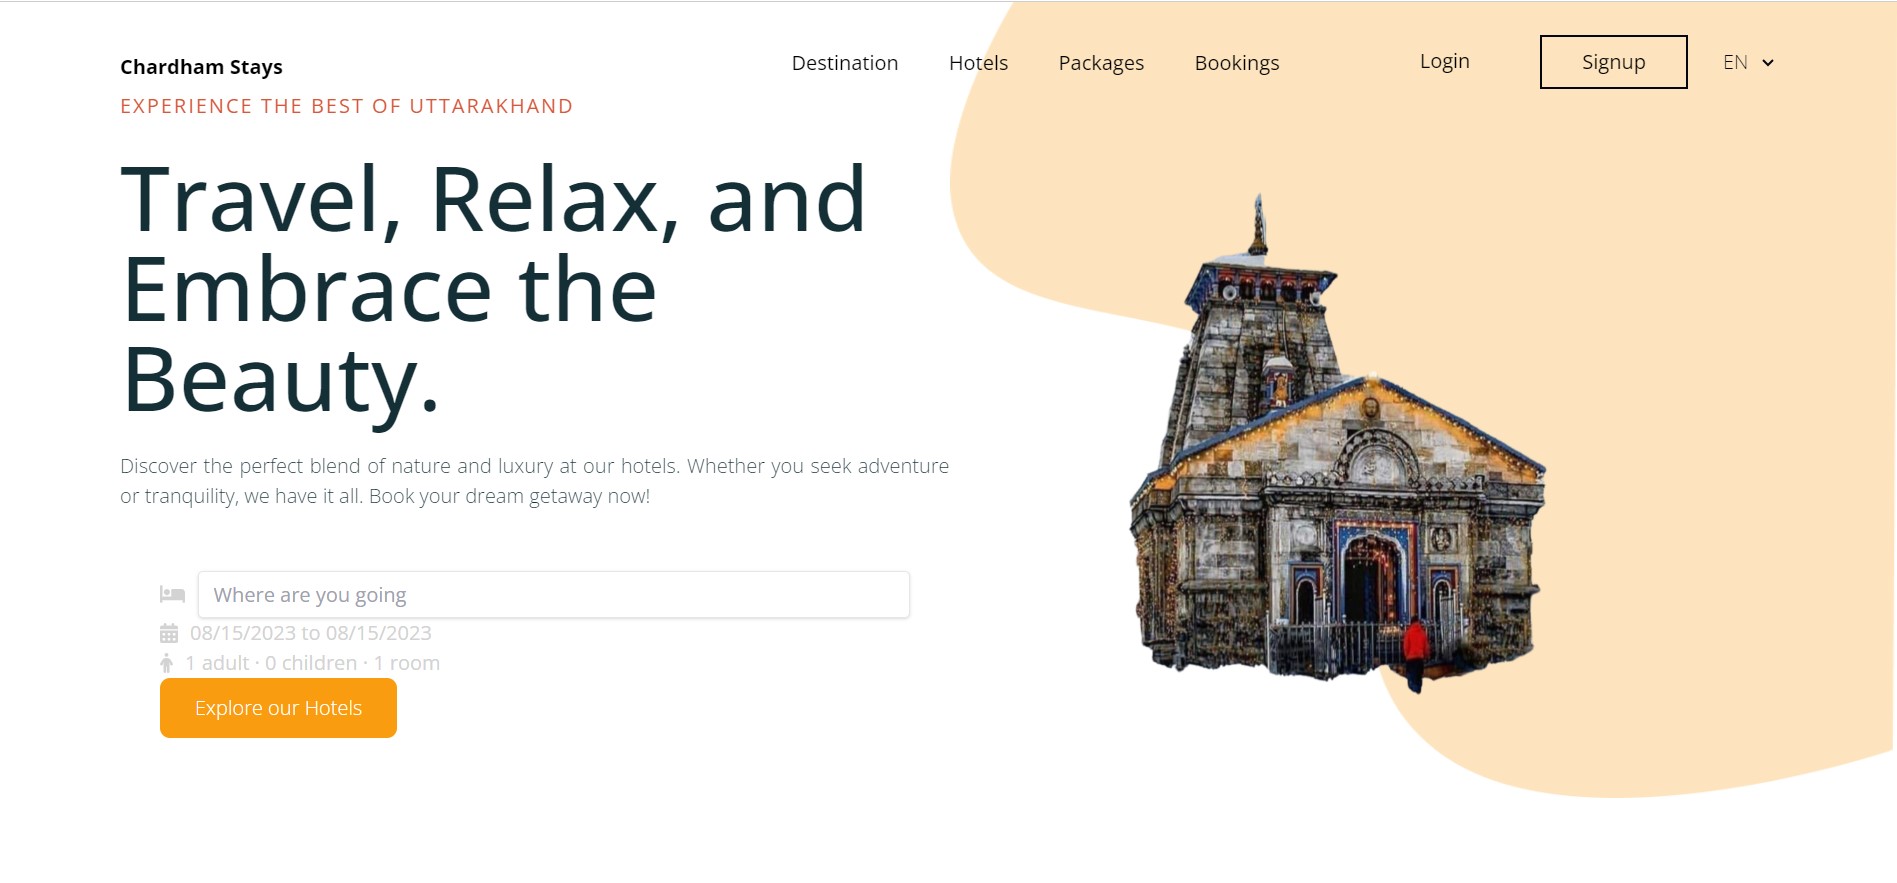 Chardham Stays
Destination
Hotels
Packages
Bookings
Login
Signup
EN
EXPERIENCE THE BEST OF UTTARAKHAND
Travel, Relax, and
Embrace the
Beauty.
Discover the perfect blend of nature and luxury at our hotels. Whether you seek adventure
or tranquility, we have it all. Book your dream getaway now!
Where are you going
08/15/2023 to 08/15/2023
1 adult · 0 children · 1 room
Explore our Hotels